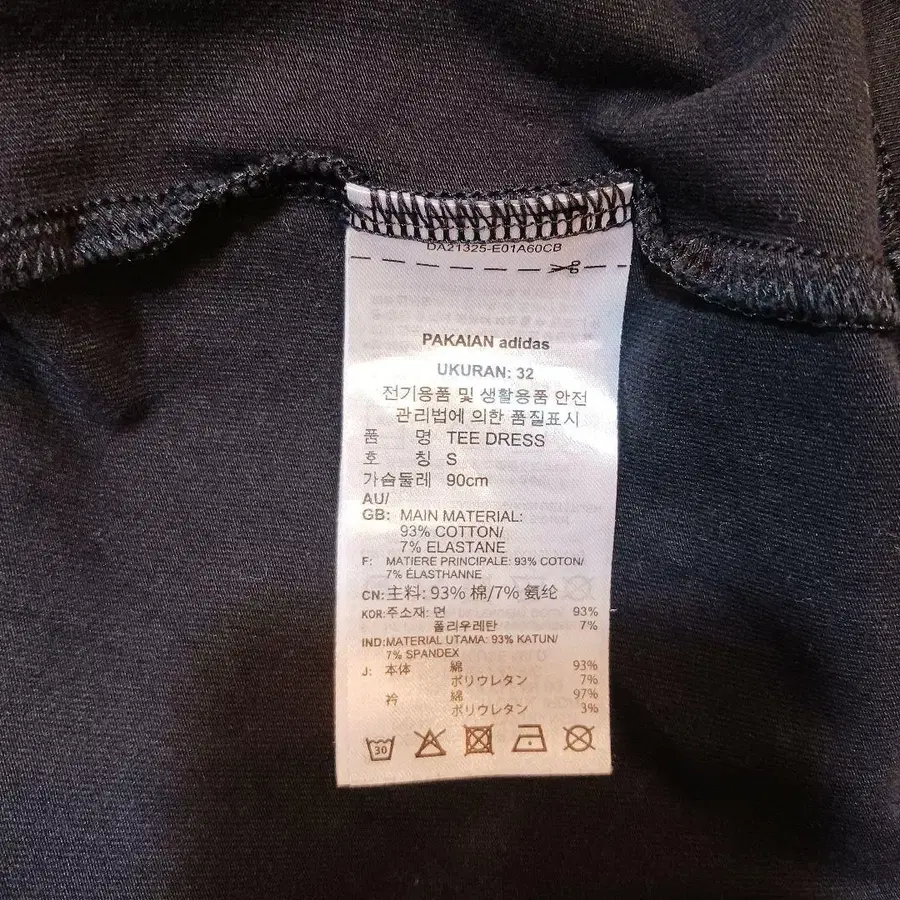 DA21325-E01A60CB
PAKAIAN adidas
UKURAN: 32
전기용품 및 생활용품 안전
관리법에 의한 품질표시
품 명 TEE DRESS
호 칭 S
가슴둘레 90cm
AU/
GB: MAIN MATERIAL:
93% COTTON/
7% ELASTANE
F: MATIERE PRINCIPALE: 93% COTON/
7% ÉLASTHANNE
CN: 主料: 93% 棉/7% 氨纶
KOR: 주소재: 면 93%
폴리우레탄 7%
IND: MATERIAL UTAMA: 93% KATUN/
7% SPANDEX
J: 本体 綿 93%
ポリウレタン 7%
衿 綿 97%
ポリウレタン 3%
30